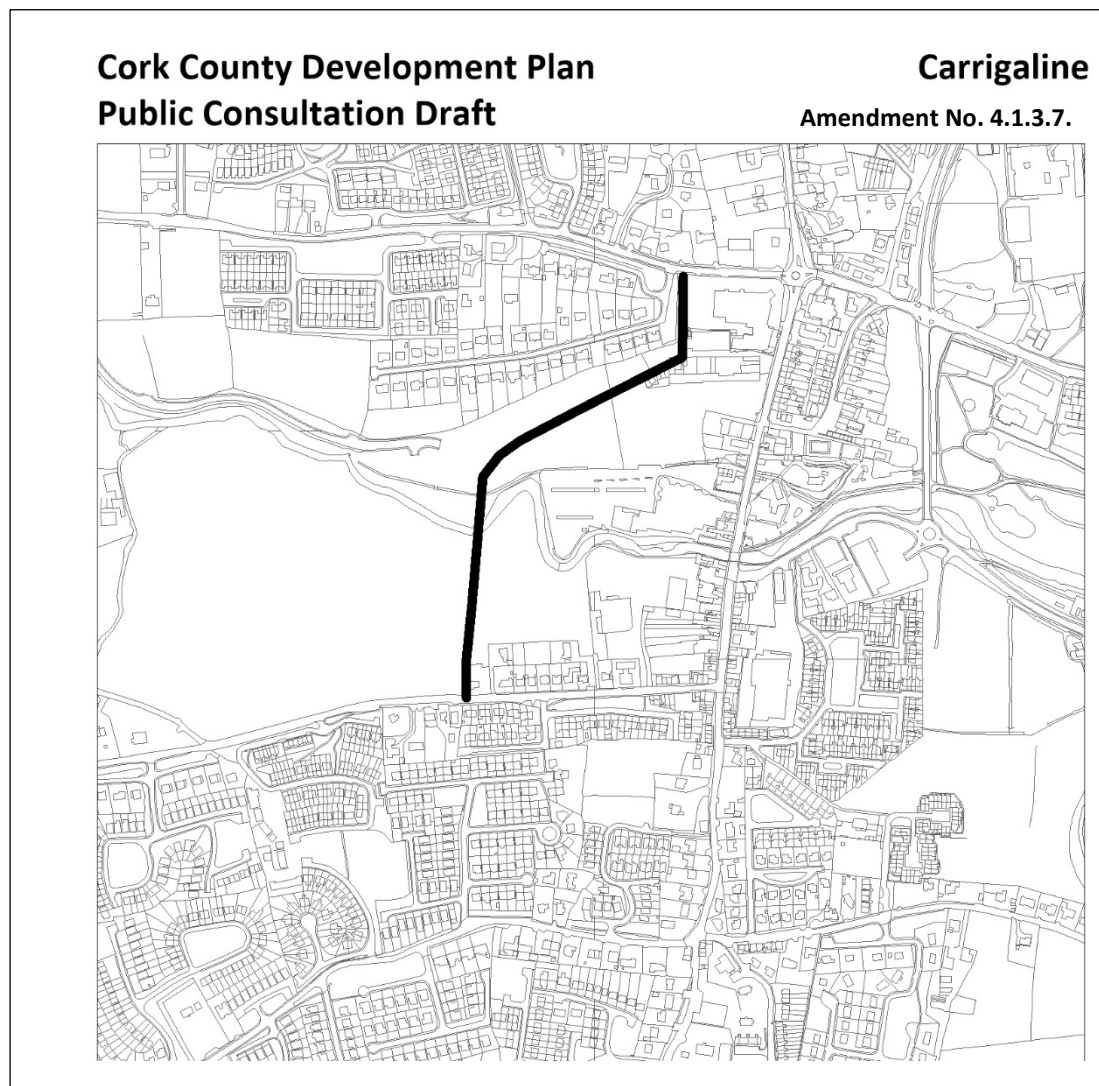 Cork County Development Plan
Public Consultation Draft
Carrigaline
Amendment No. 4.1.3.7.